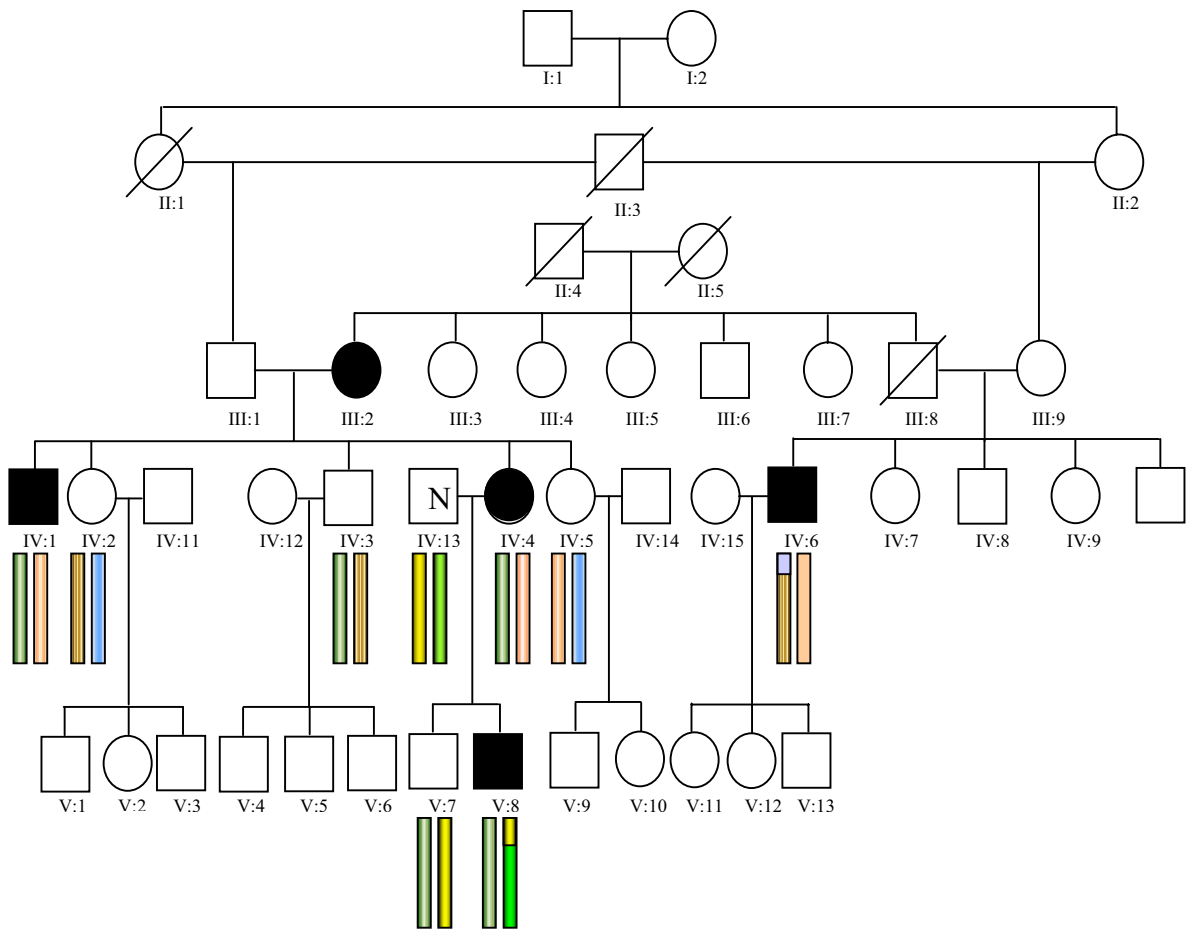 I:1 I:2
II:1 II:3 II:2
II:4 II:5
III:1 III:2 III:3 III:4 III:5 III:6 III:7 III:8 III:9
N
IV:1 IV:2 IV:11 IV:12 IV:3 IV:13 IV:4 IV:5 IV:14 IV:15 IV:6 IV:7 IV:8 IV:9
V:1 V:2 V:3 V:4 V:5 V:6 V:7 V:8 V:9 V:10 V:11 V:12 V:13